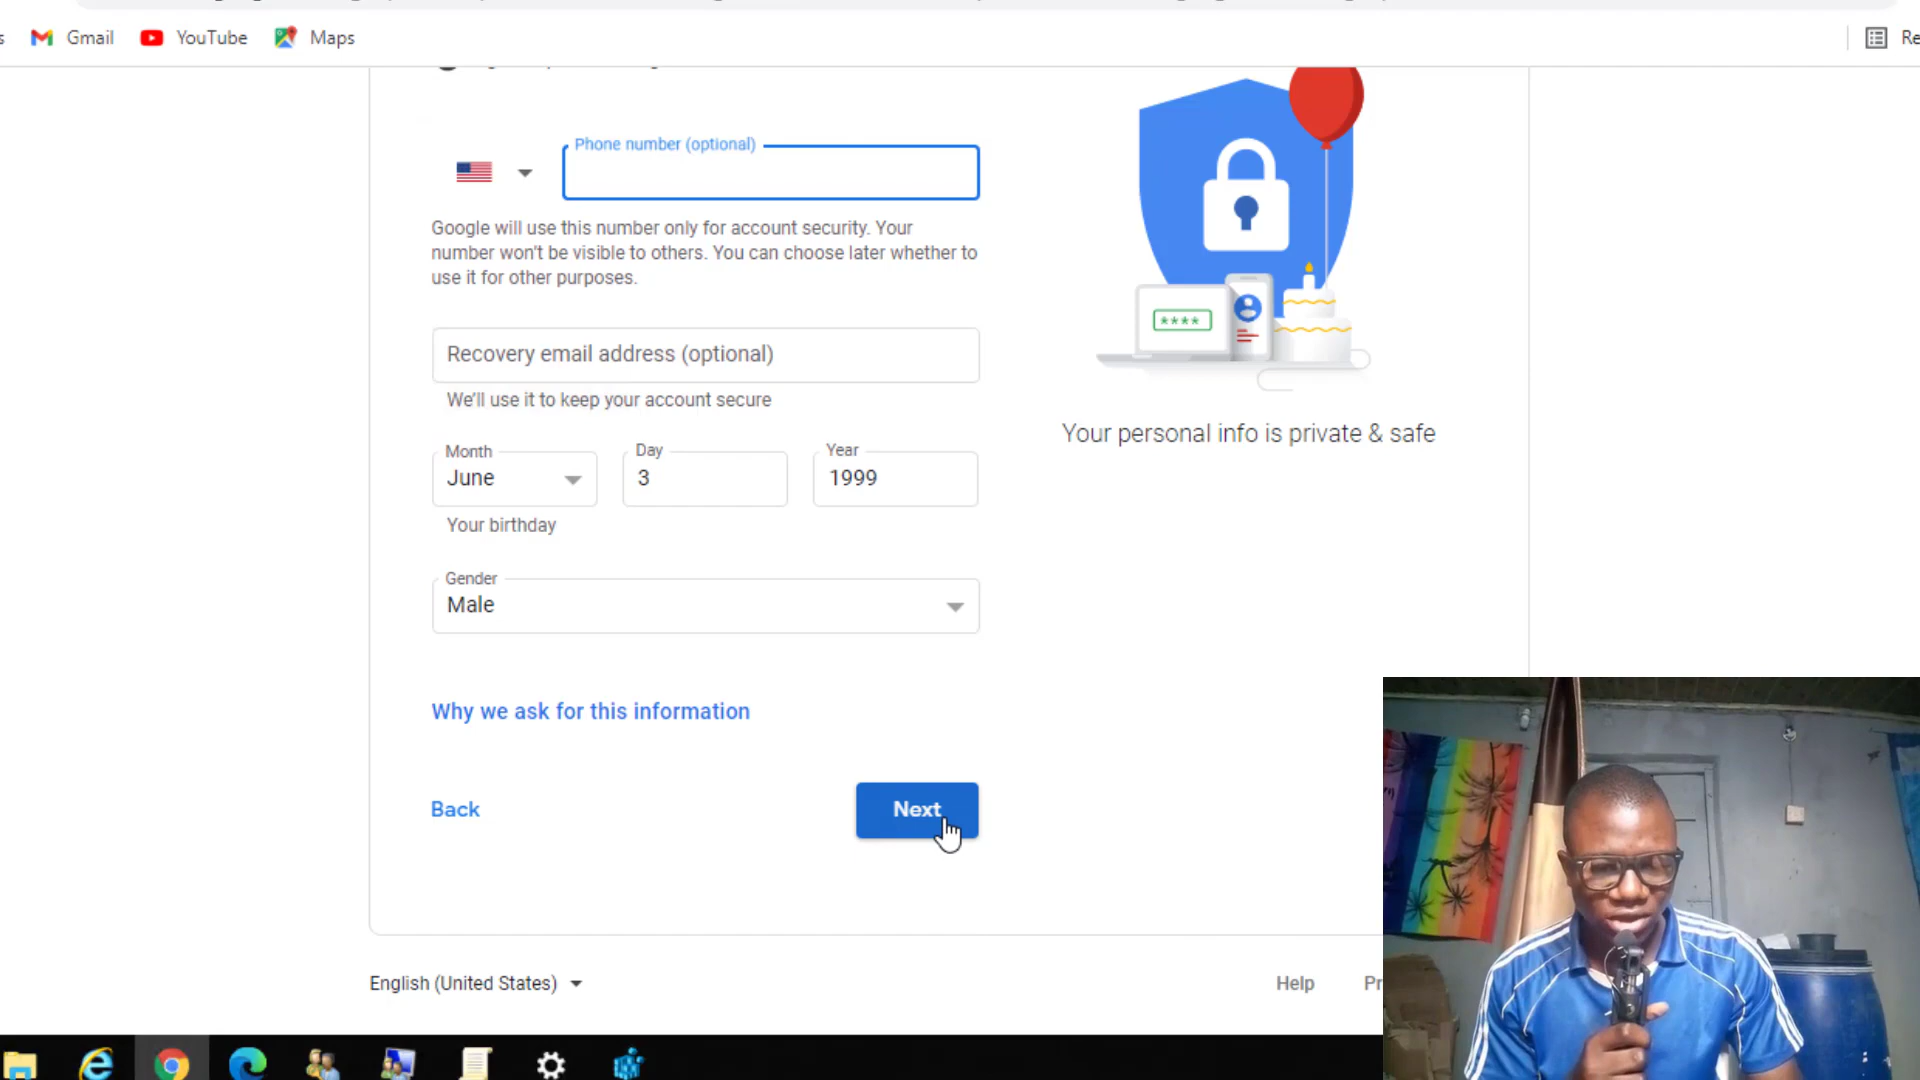 Gmail YouTube Maps
Phone number (optional)
Google will use this number only for account security. Your
number won't be visible to others. You can choose later whether to
use it for other purposes.
Recovery email address (optional)
We'll use it to keep your account secure
Month Day Year
June 3 1999
Your birthday
Gender
Male
Why we ask for this information
Back Next
****
Your personal info is private & safe
English (United States) Help